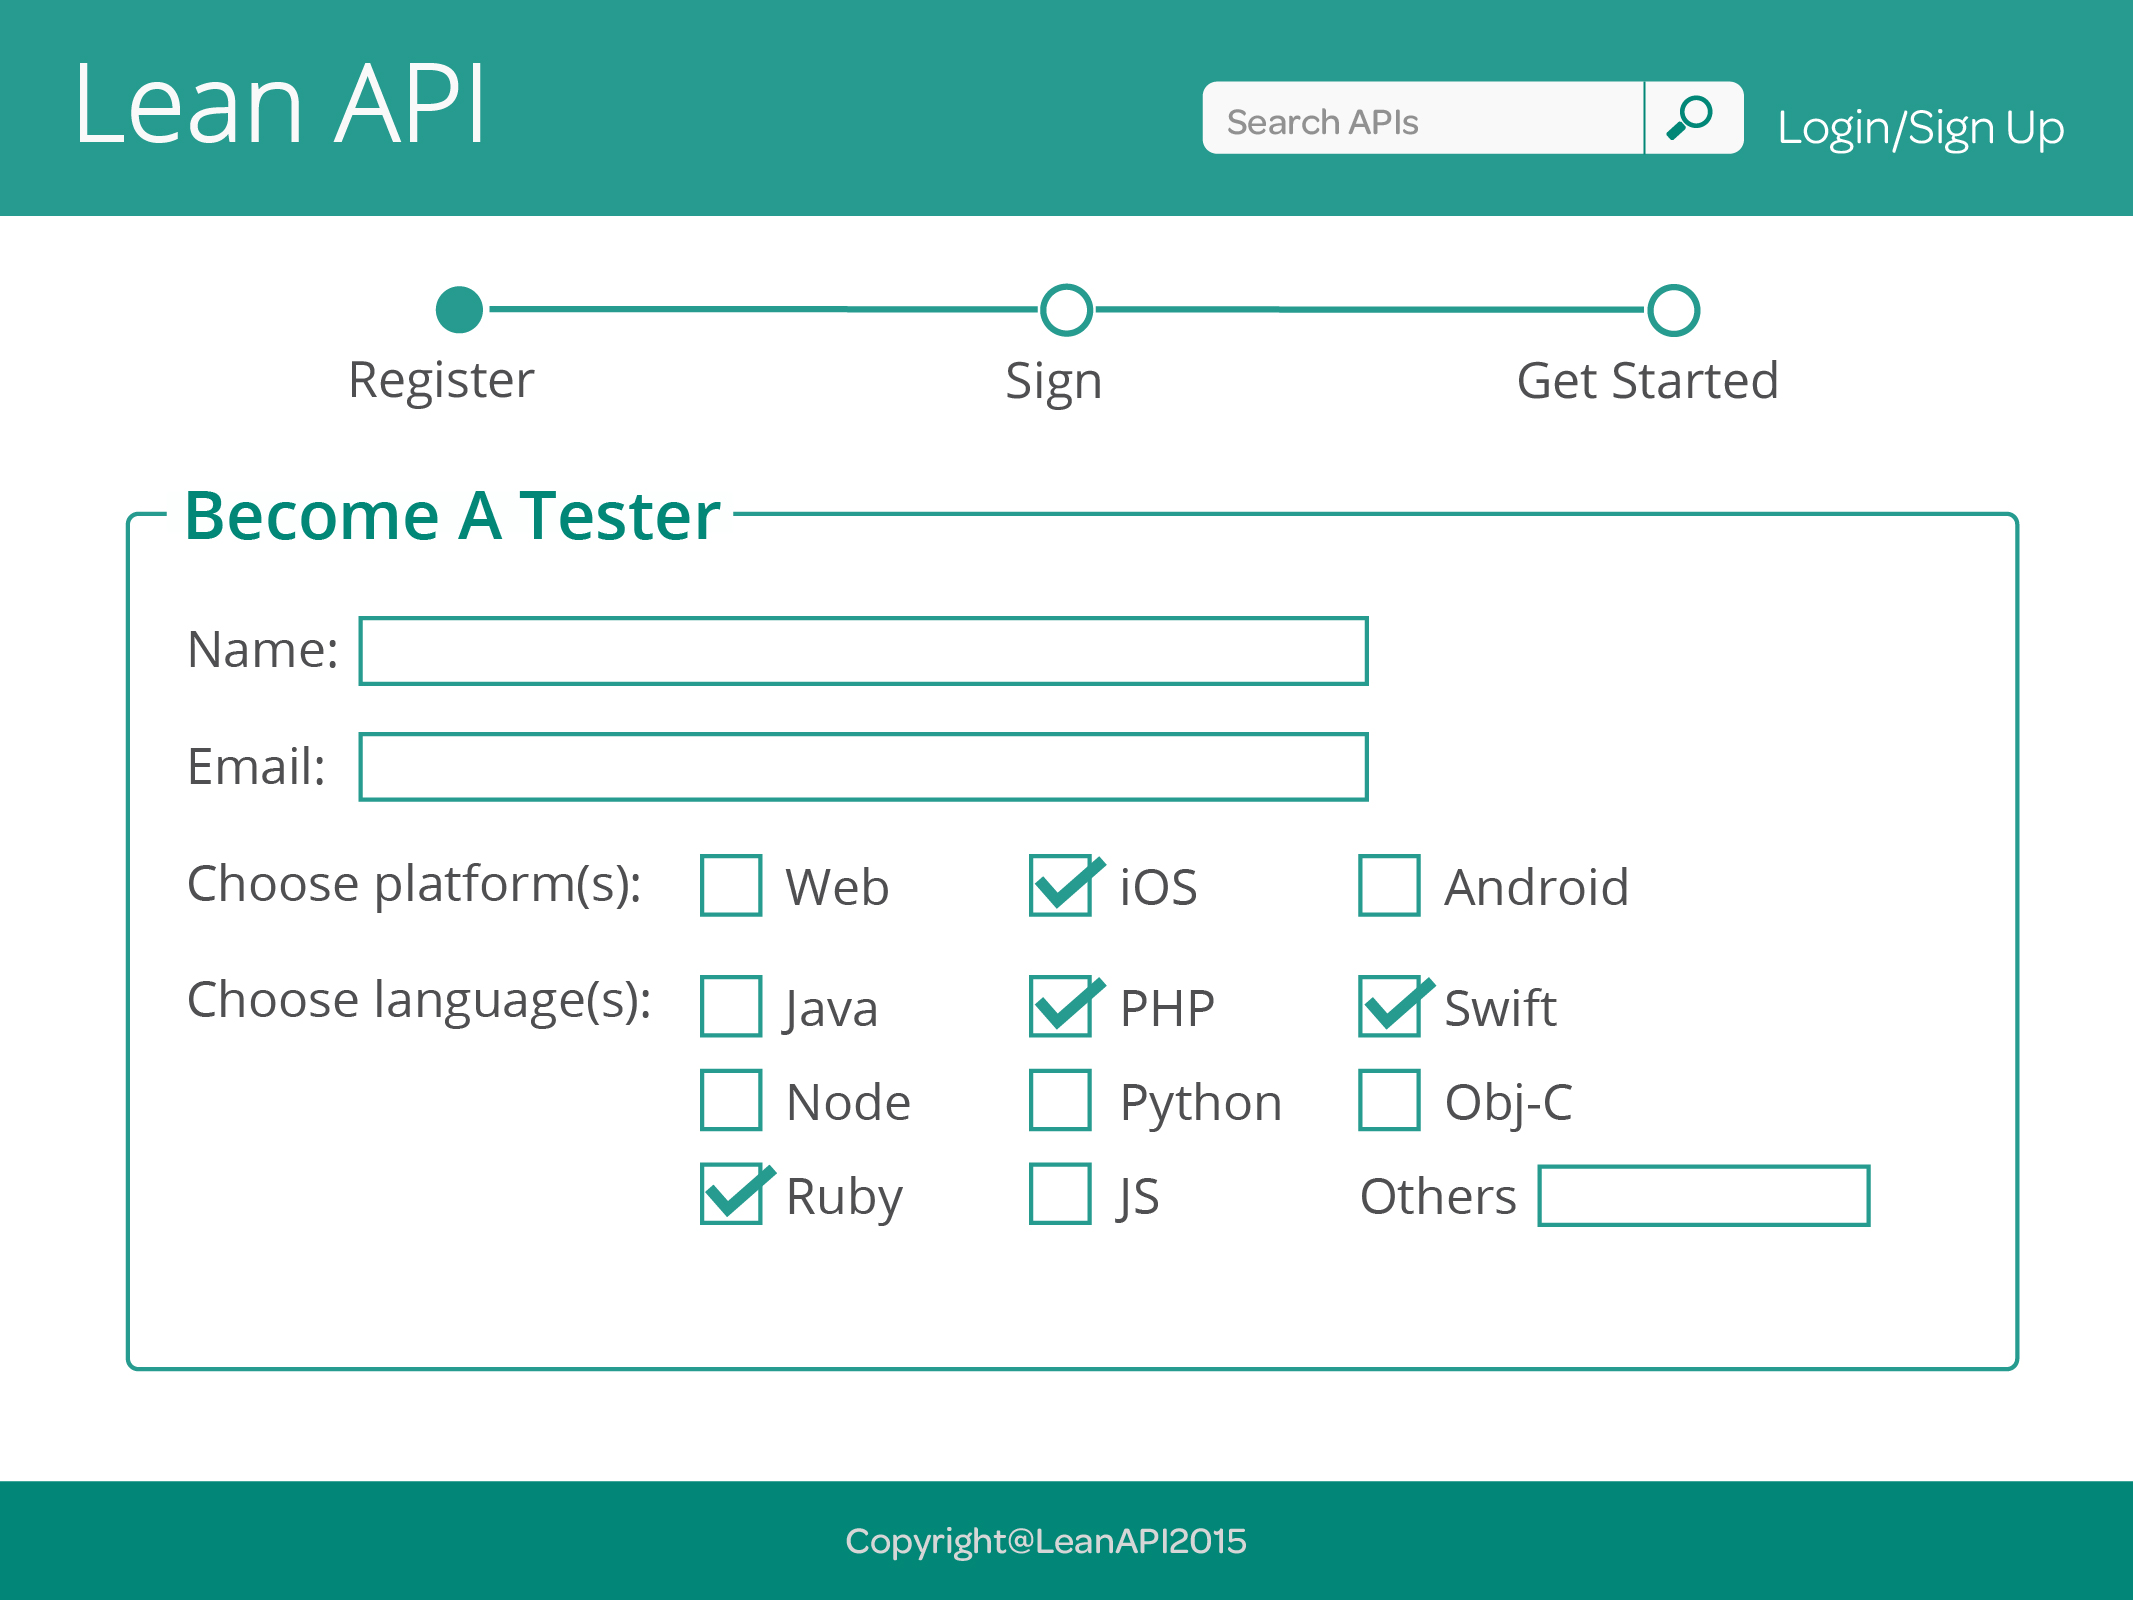 Lean API
Search APIs
Login/Sign Up
Register
Sign
Get Started
Become A Tester
Name:
Email:
Choose platform(s): Web iOS Android
Choose language(s): Java PHP Swift
Node Python Obj-C
Ruby JS Others
Copyright@LeanAPI2015